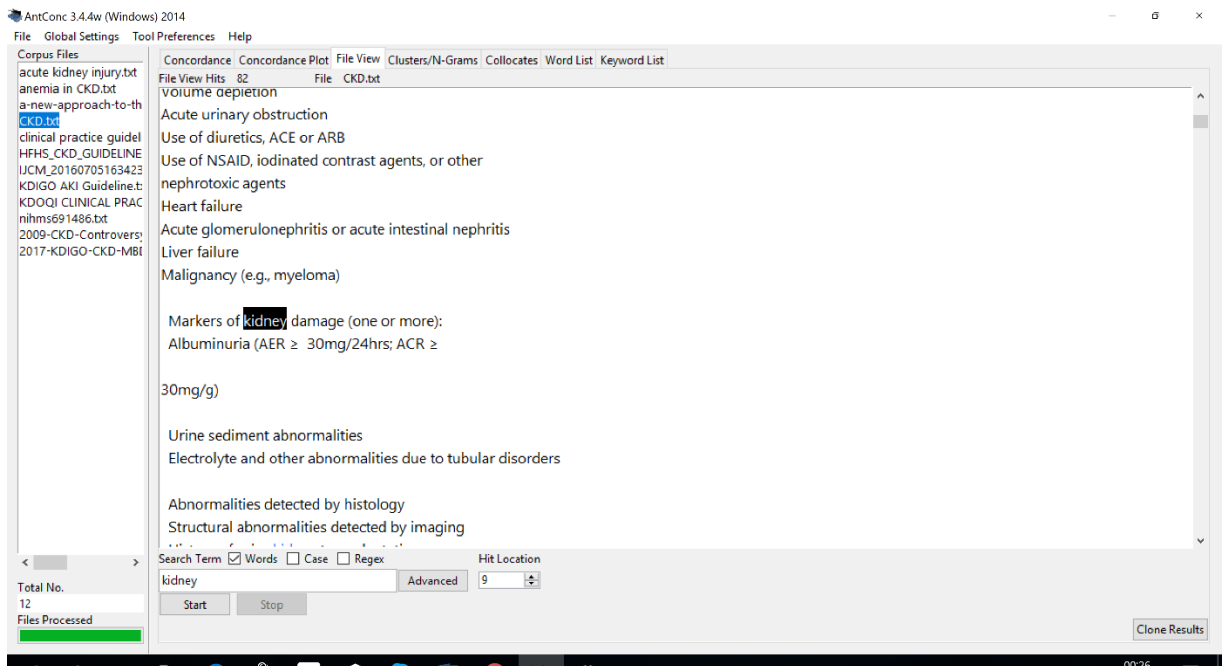 AntConc 3.4.4w (Windows) 2014
File Global Settings Tool Preferences Help
Corpus Files
acute kidney injury.txt
anemia in CKD.txt
a-new-approach-to-th
CKD.txt
clinical practice guidel
HFHS_CKD_GUIDELINE
IJCM_20160705163423
KDIGO AKI Guideline.t
KDOQI CLINICAL PRAC
nihms691486.txt
2009-CKD-Controversy
2017-KDIGO-CKD-MBD
Total No.
12
Files Processed
Concordance Concordance Plot File View Clusters/N-Grams Collocates Word List Keyword List
File View Hits 82 File CKD.txt
Volume depletion
Acute urinary obstruction
Use of diuretics, ACE or ARB
Use of NSAID, iodinated contrast agents, or other
nephrotoxic agents
Heart failure
Acute glomerulonephritis or acute intestinal nephritis
Liver failure
Malignancy (e.g., myeloma)
Markers of kidney damage (one or more):
Albuminuria (AER ≥ 30mg/24hrs; ACR ≥
30mg/g)
Urine sediment abnormalities
Electrolyte and other abnormalities due to tubular disorders
Abnormalities detected by histology
Structural abnormalities detected by imaging
Search Term Words Case Regex Hit Location
kidney Advanced 9
Start Stop
Clone Results
00:26